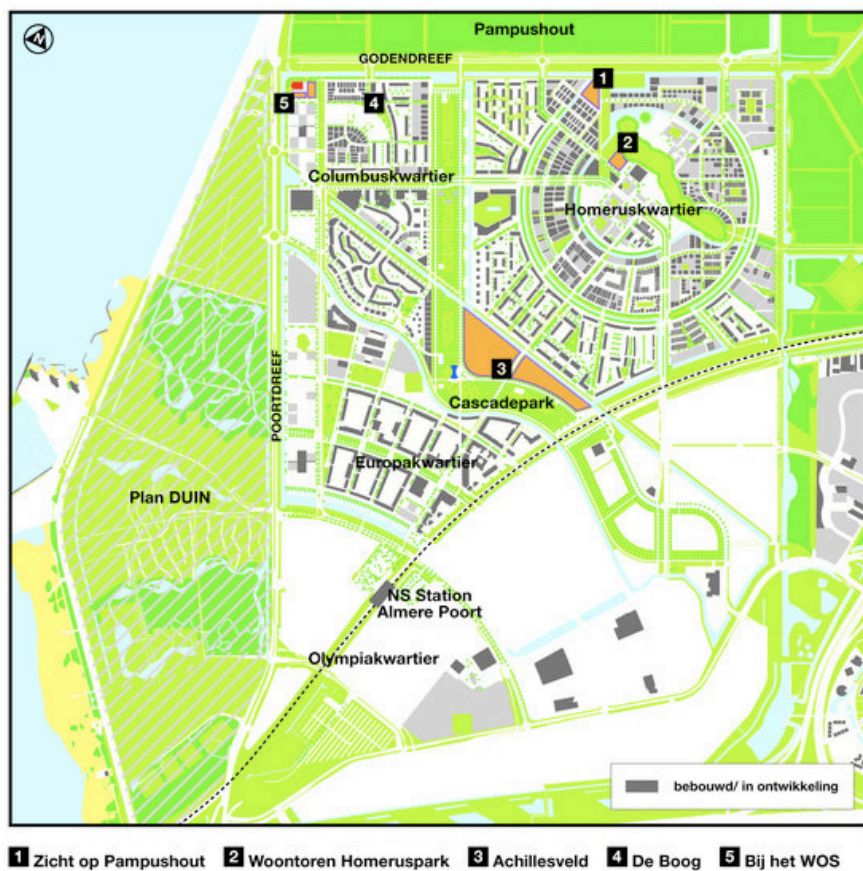 N
Pampushout
GODENDREEF
1
5
4
2
Columbuskwartier
Homeruskwartier
3
Cascadepark
POORTDREEF
Europakwartier
Plan DUIN
NS Station
Almere Poort
Olympiakwartier
bebouwd/ in ontwikkeling
1 Zicht op Pampushout 2 Woontoren Homeruspark 3 Achillesveld 4 De Boog 5 Bij het WOS